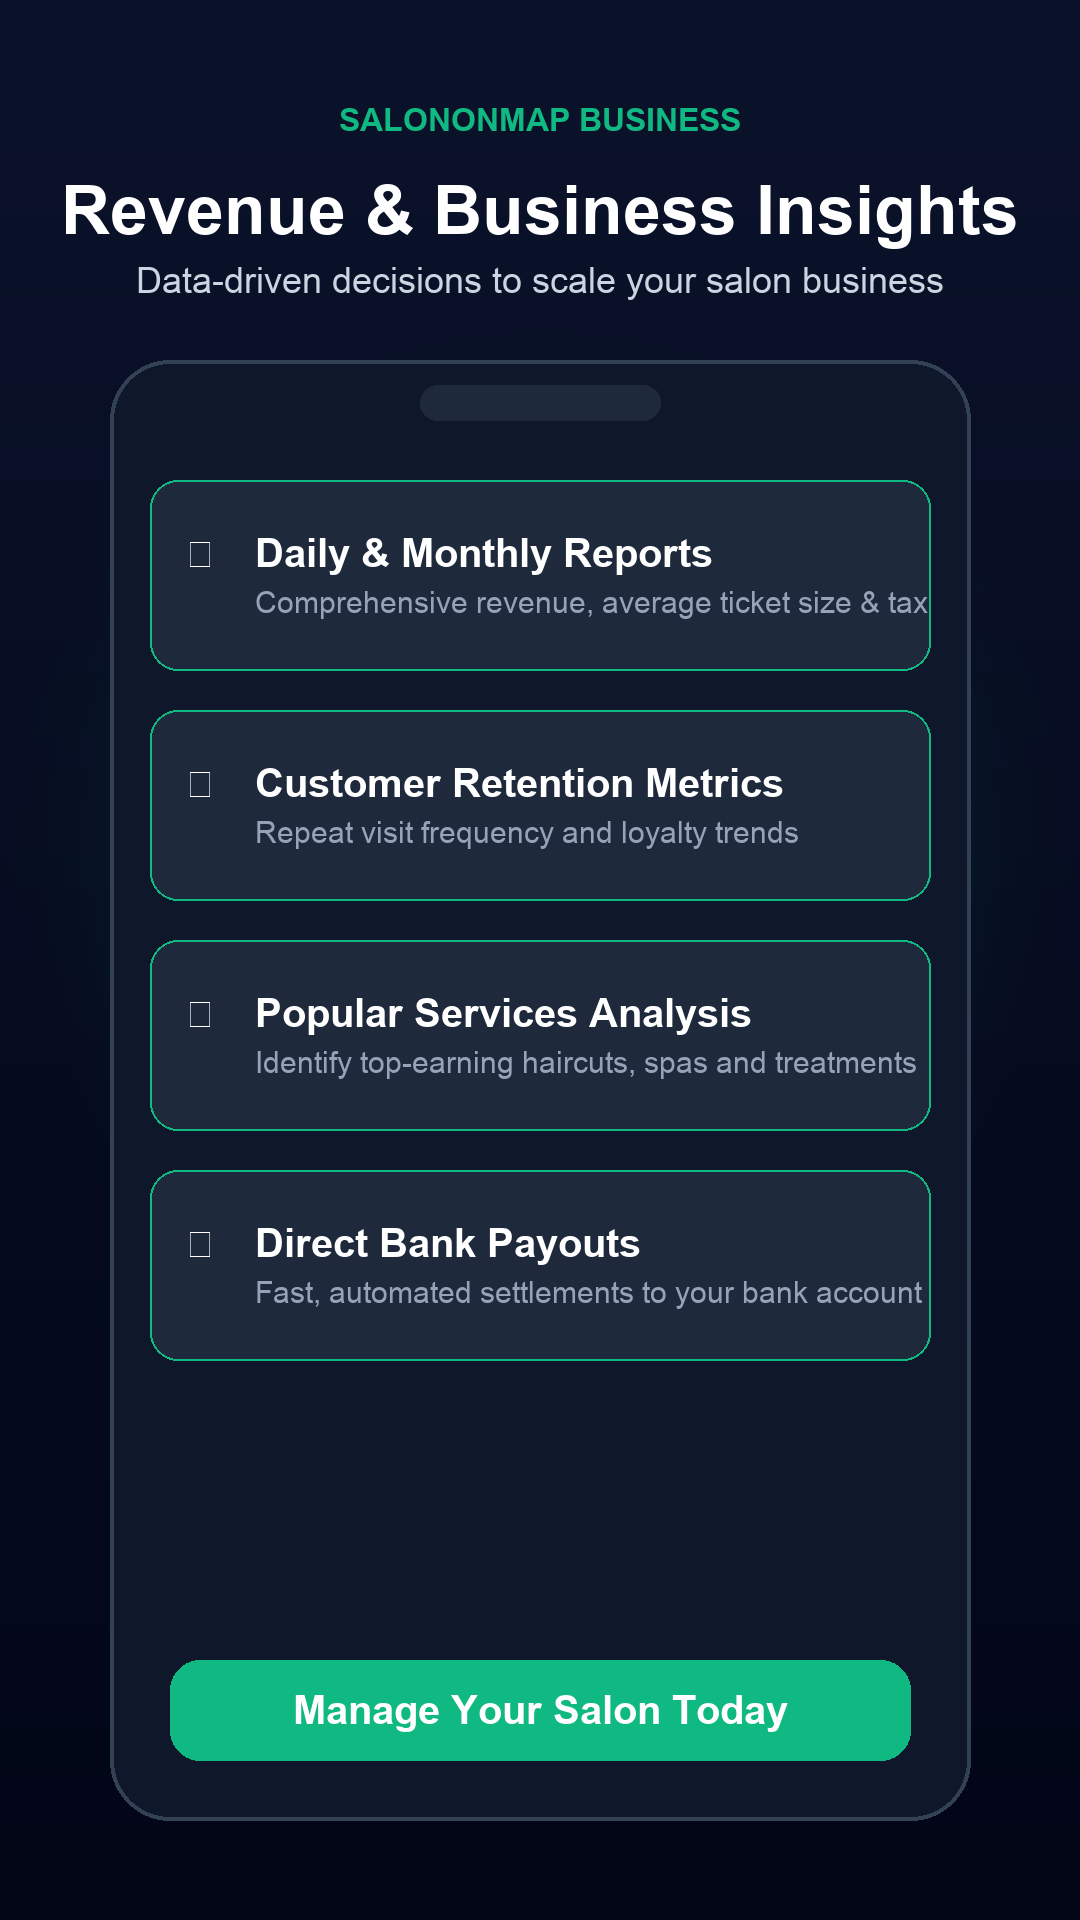 SALONONMAP BUSINESS
Revenue & Business Insights
Data-driven decisions to scale your salon business
Daily & Monthly Reports
Comprehensive revenue, average ticket size & tax
Customer Retention Metrics
Repeat visit frequency and loyalty trends
Popular Services Analysis
Identify top-earning haircuts, spas and treatments
Direct Bank Payouts
Fast, automated settlements to your bank account
Manage Your Salon Today